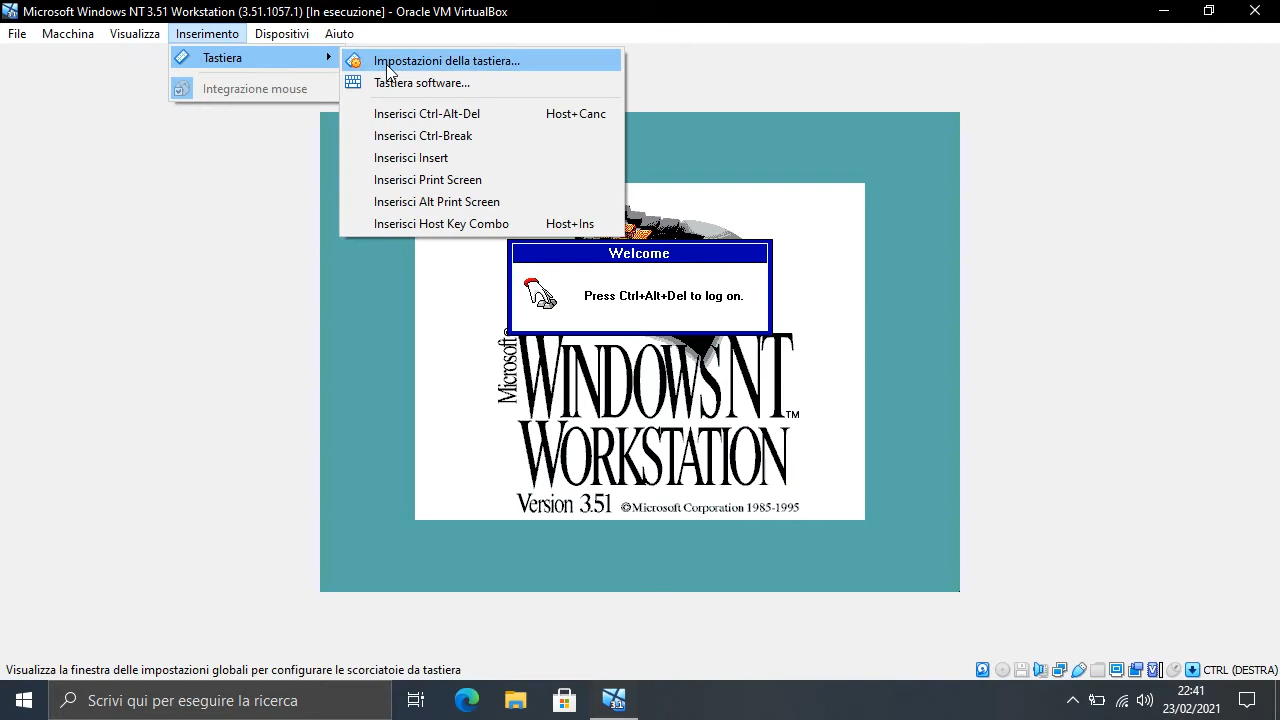 Microsoft Windows NT 3.51 Workstation (3.51.1057.1) [In esecuzione] - Oracle VM VirtualBox
File Macchina Visualizza Inserimento Dispositivi Aiuto
Tastiera
Integrazione mouse
Impostazioni della tastiera...
Tastiera software...
Inserisci Ctrl-Alt-Del Host+Canc
Inserisci Ctrl-Break
Inserisci Insert
Inserisci Print Screen
Inserisci Alt Print Screen
Inserisci Host Key Combo Host+Ins
Welcome
Press Ctrl+Alt+Del to log on.
Microsoft®
WINDOWS NT™
WORKSTATION
Version 3.51 ©Microsoft Corporation 1985-1995
Visualizza la finestra delle impostazioni globali per configurare le scorciatoie da tastiera
CTRL (DESTRA)
Scrivi qui per eseguire la ricerca
3.1
22:41
23/02/2021